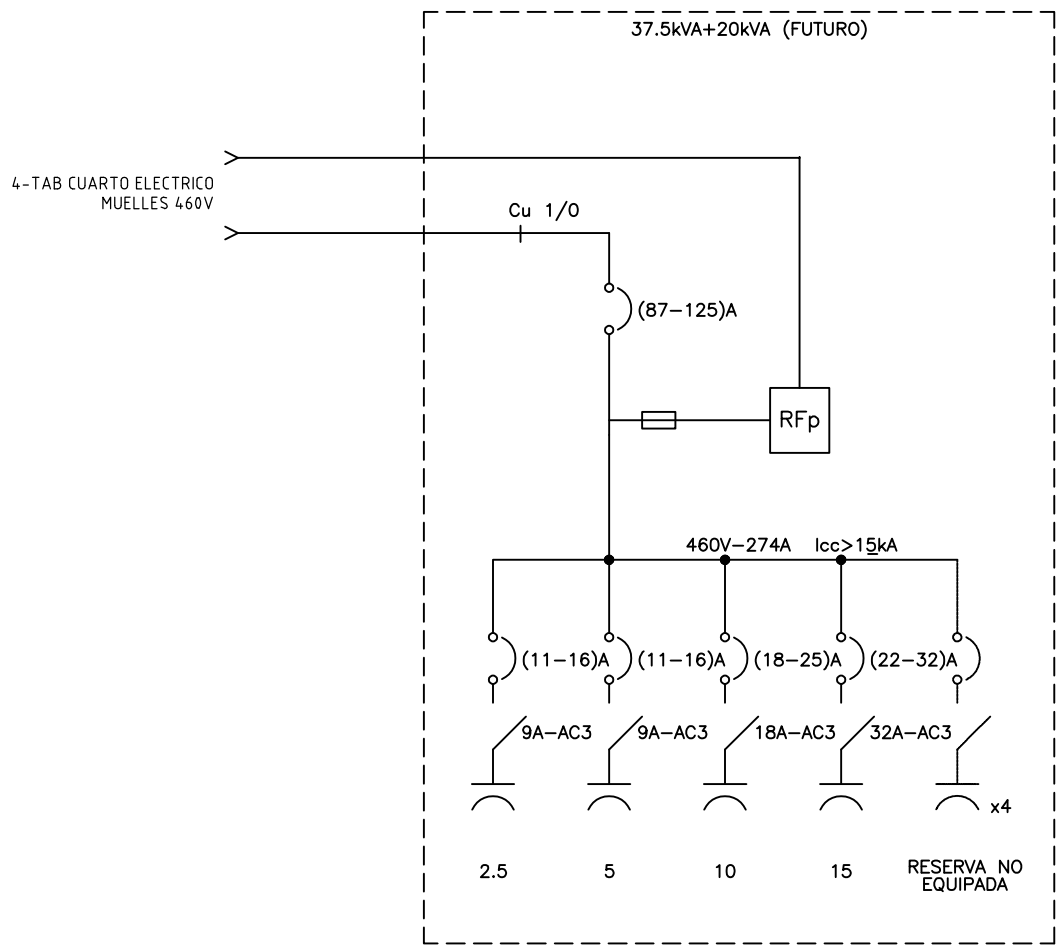 37.5kVA+20kVA (FUTURO)
4-TAB CUARTO ELECTRICO
MUELLES 460V
Cu 1/0
(87-125)A
RFp
460V-274A Icc>15kA
(11-16)A (11-16)A (18-25)A (22-32)A
9A-AC3 9A-AC3 18A-AC3 32A-AC3
x4
2.5 5 10 15 RESERVA NO
EQUIPADA